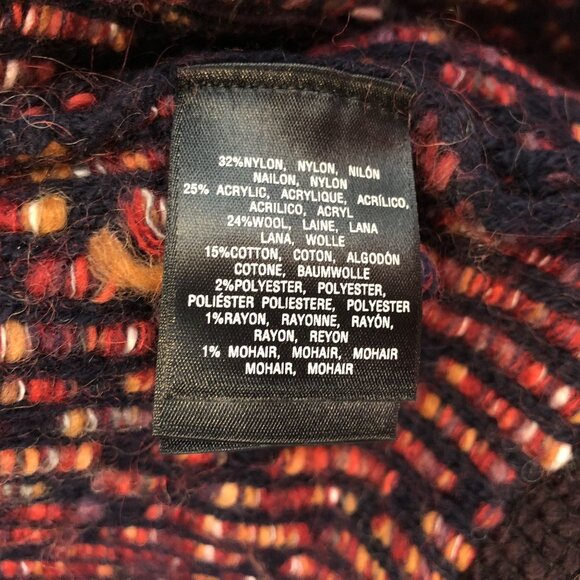 32%NYLON, NYLON, NILÓN
NAILON, NYLON
25% ACRYLIC, ACRYLIQUE, ACRÍLICO,
ACRILICO, ACRYL
24%WOOL, LAINE, LANA
LANA, WOLLE
15%COTTON, COTON, ALGODÓN
COTONE, BAUMWOLLE
2%POLYESTER, POLYESTER,
POLIÉSTER POLIESTERE, POLYESTER
1%RAYON, RAYONNE, RAYÓN,
RAYON, REYON
1% MOHAIR, MOHAIR, MOHAIR
MOHAIR, MOHAIR